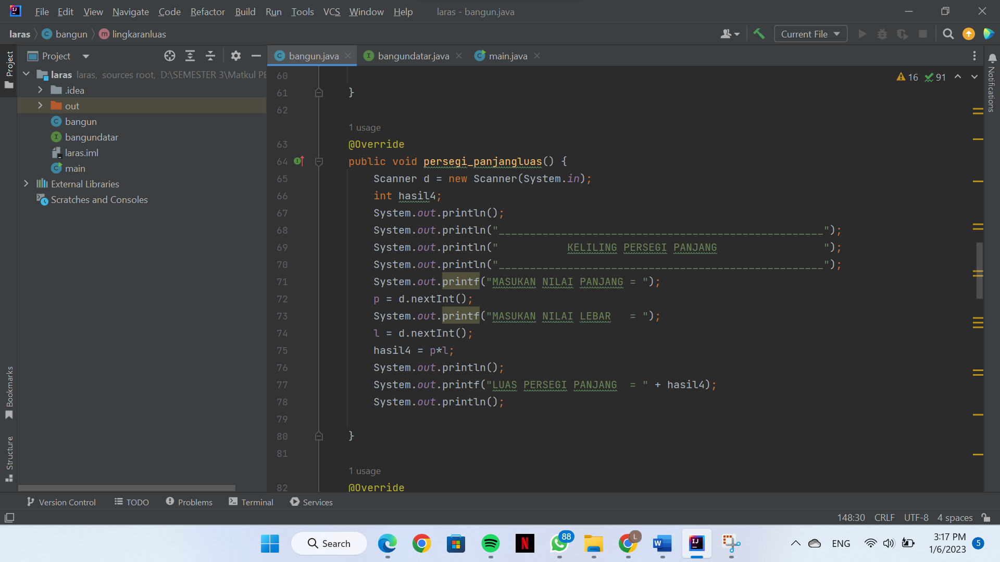 File Edit View Navigate Code Refactor Build Run Tools VCS Window Help laras - bangun.java
laras bangun lingkaranluas
Current File
Project
Project
bangun.java
bangundatar.java
main.java
laras laras, sources root, D:\SEMESTER 3\Matkul PE
.idea
out
bangun
bangundatar
laras.iml
main
External Libraries
Scratches and Consoles
16 91
Notifications
60
61 }
62
1 usage
63 @Override
64 public void persegi_panjangluas() {
65 Scanner d = new Scanner(System.in);
66 int hasil4;
67 System.out.println();
68 System.out.println("____________________________________________________");
69 System.out.println("           KELILING PERSEGI PANJANG                 ");
70 System.out.println("____________________________________________________");
71 System.out.printf("MASUKAN NILAI PANJANG = ");
72 p = d.nextInt();
73 System.out.printf("MASUKAN NILAI LEBAR   = ");
74 l = d.nextInt();
75 hasil4 = p*l;
76 System.out.println();
77 System.out.printf("LUAS PERSEGI PANJANG  = " + hasil4);
78 System.out.println();
79
80 }
81
1 usage
82 @Override
Bookmarks
Structure
Version Control TODO Problems Terminal Services
148:30 CRLF UTF-8 4 spaces
Search
88
L
ENG
3:17 PM
1/6/2023
5